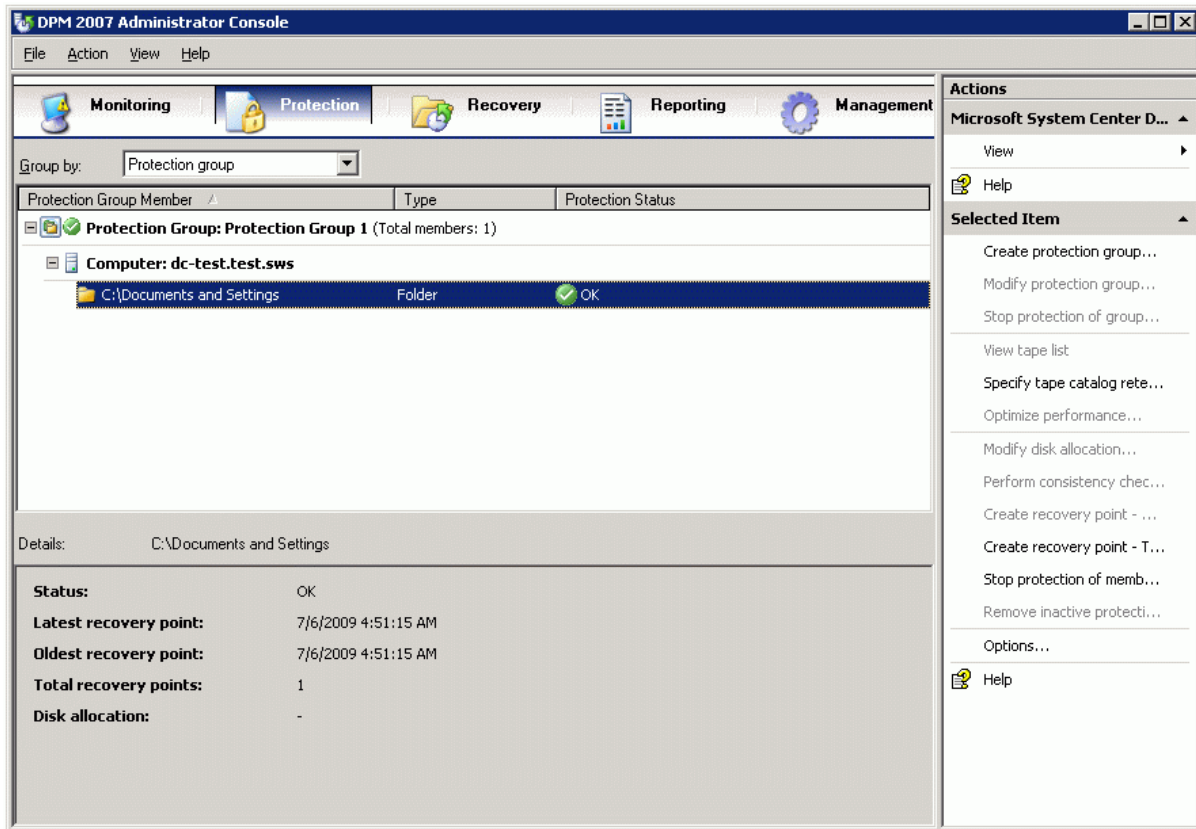 DPM 2007 Administrator Console
File Action View Help
Monitoring Protection Recovery Reporting Management
Group by: Protection group
Protection Group Member Type Protection Status
Protection Group: Protection Group 1 (Total members: 1)
Computer: dc-test.test.sws
C:\Documents and Settings Folder OK
Details: C:\Documents and Settings
Status: OK
Latest recovery point: 7/6/2009 4:51:15 AM
Oldest recovery point: 7/6/2009 4:51:15 AM
Total recovery points: 1
Disk allocation: -
Actions
Microsoft System Center D...
View
Help
Selected Item
Create protection group...
Modify protection group...
Stop protection of group...
View tape list
Specify tape catalog rete...
Optimize performance...
Modify disk allocation...
Perform consistency chec...
Create recovery point - ...
Create recovery point - T...
Stop protection of memb...
Remove inactive protecti...
Options...
Help